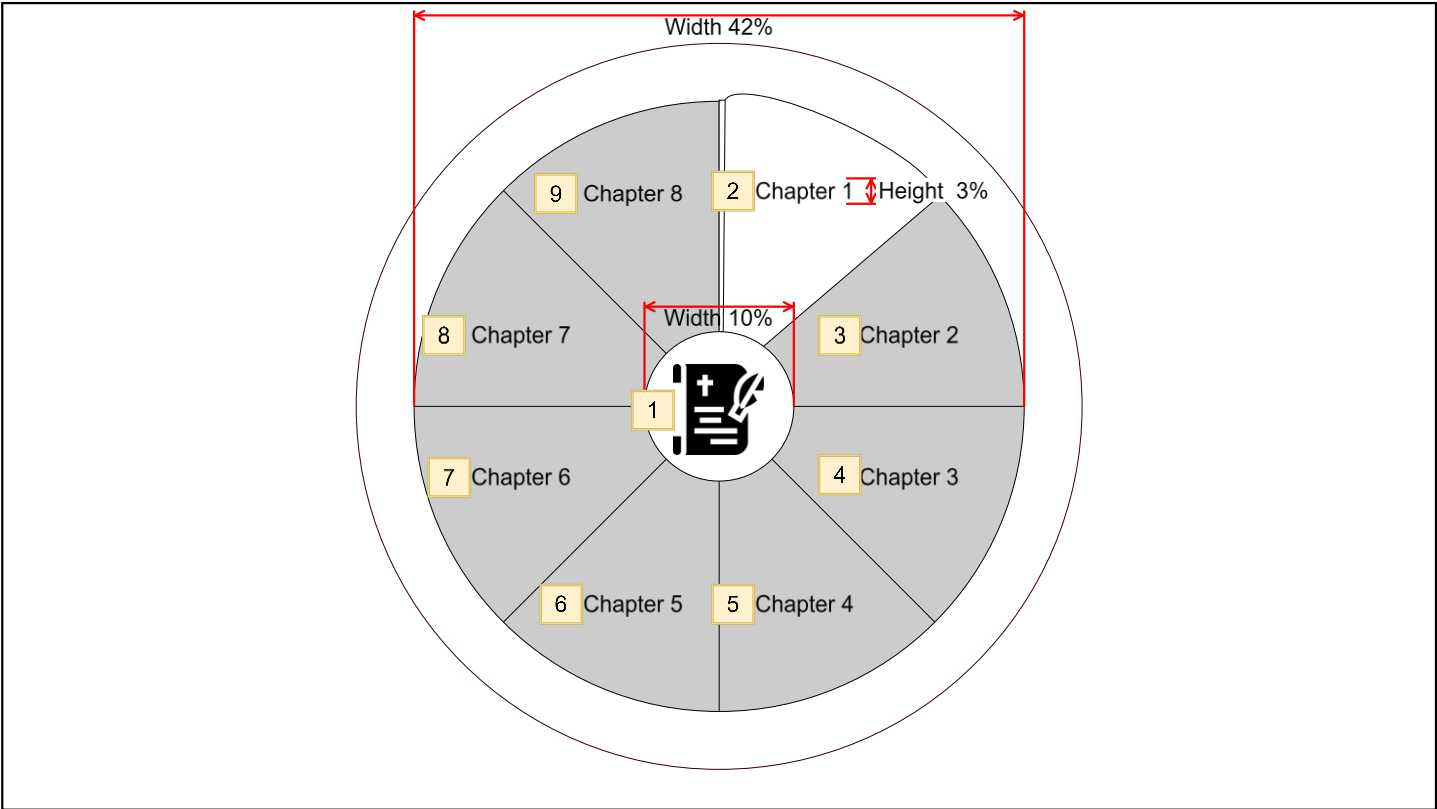 Width 42%
9 Chapter 8
2 Chapter 1 Height 3%
Width 10%
8 Chapter 7
3 Chapter 2
1
7 Chapter 6
4 Chapter 3
6 Chapter 5
5 Chapter 4